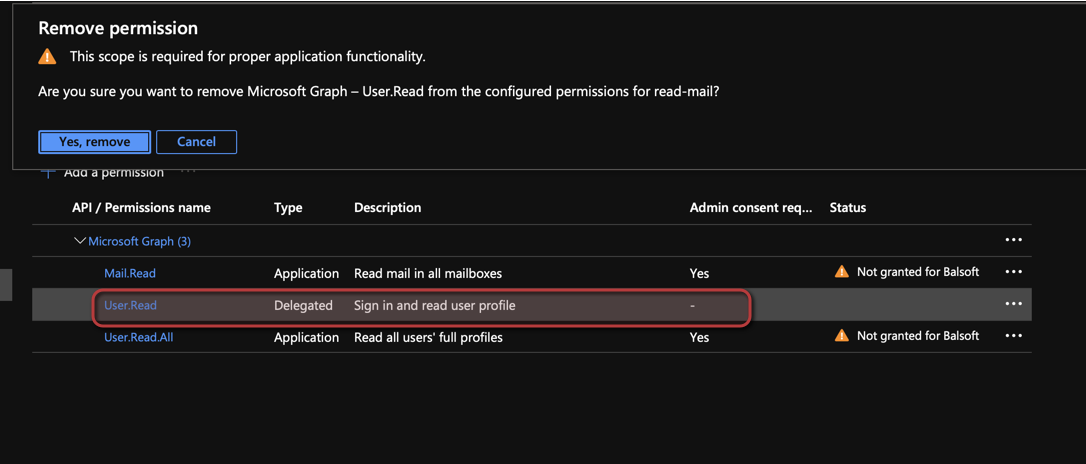 Remove permission
This scope is required for proper application functionality.
Are you sure you want to remove Microsoft Graph – User.Read from the configured permissions for read-mail?
Yes, remove Cancel
Add a permission ...
API / Permissions name Type Description Admin consent req... Status
Microsoft Graph (3) ...
Mail.Read Application Read mail in all mailboxes Yes Not granted for Balsoft ...
User.Read Delegated Sign in and read user profile - ...
User.Read.All Application Read all users' full profiles Yes Not granted for Balsoft ...